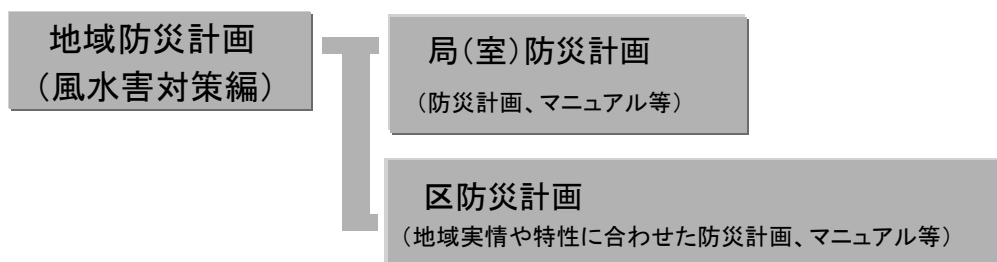 地域防災計画
（風水害対策編）
局（室）防災計画
（防災計画、マニュアル等）
区防災計画
（地域実情や特性に合わせた防災計画、マニュアル等）